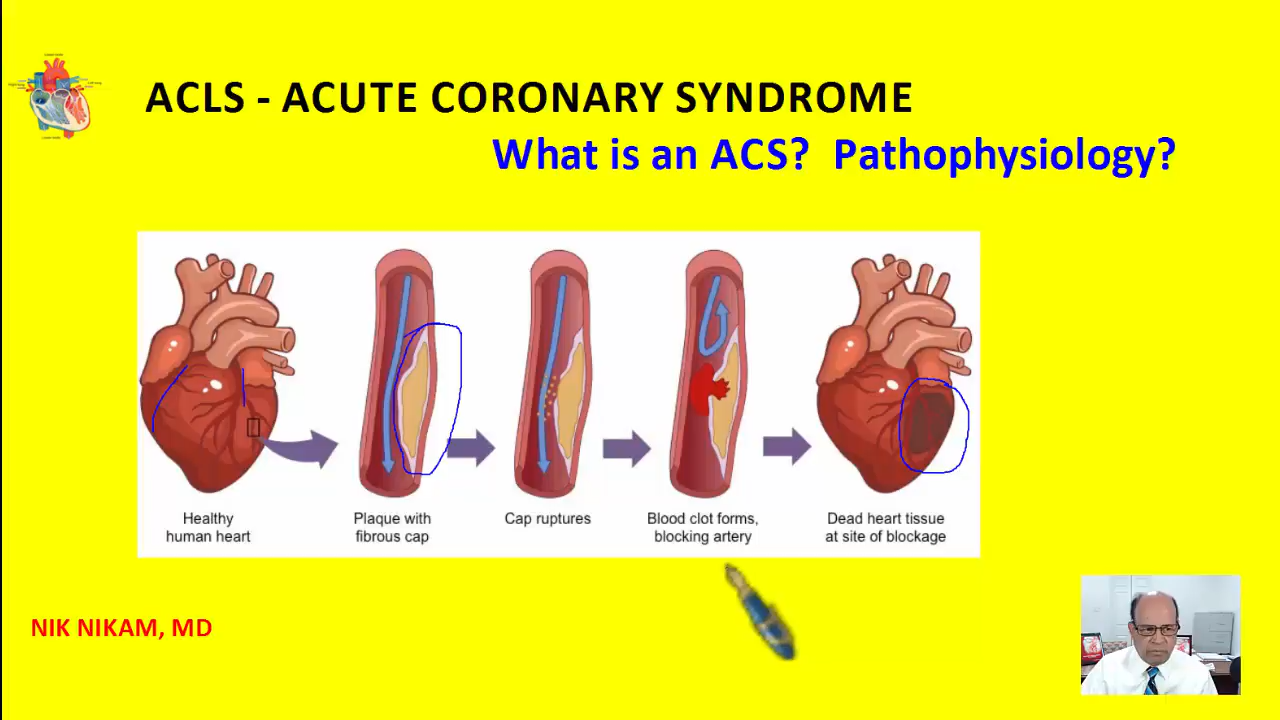 ACLS - ACUTE CORONARY SYNDROME
What is an ACS? Pathophysiology?
Healthy
human heart
Plaque with
fibrous cap
Cap ruptures
Blood clot forms,
blocking artery
Dead heart tissue
at site of blockage
NIK NIKAM, MD